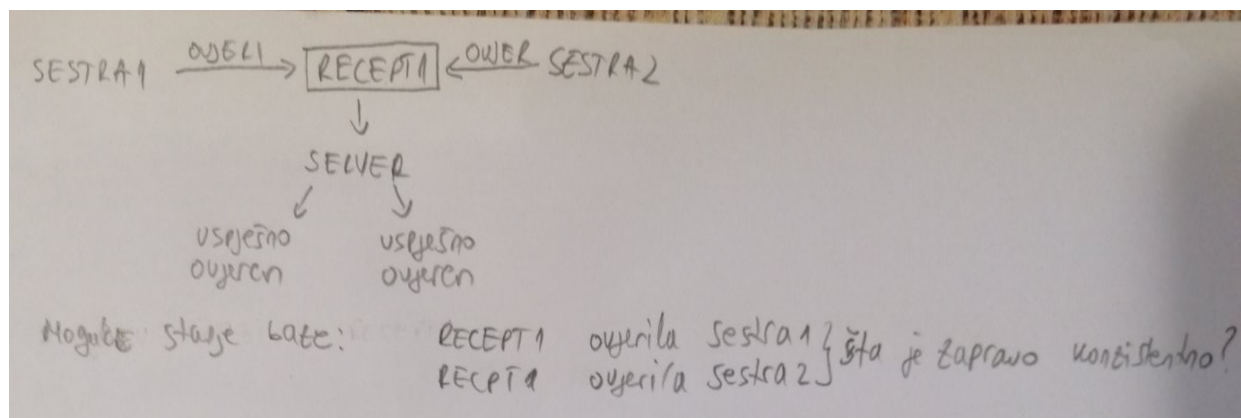 SESTRA1 OVJERI RECEPT1 OVJER SESTRA2
SERVER
uspješno uspješno
ovjeren ovjeren
Moguće stanje baze: RECEPT1 ovjerila sestra1 } šta je zapravo konzistentno?
RECPT1 ovjerila sestra2